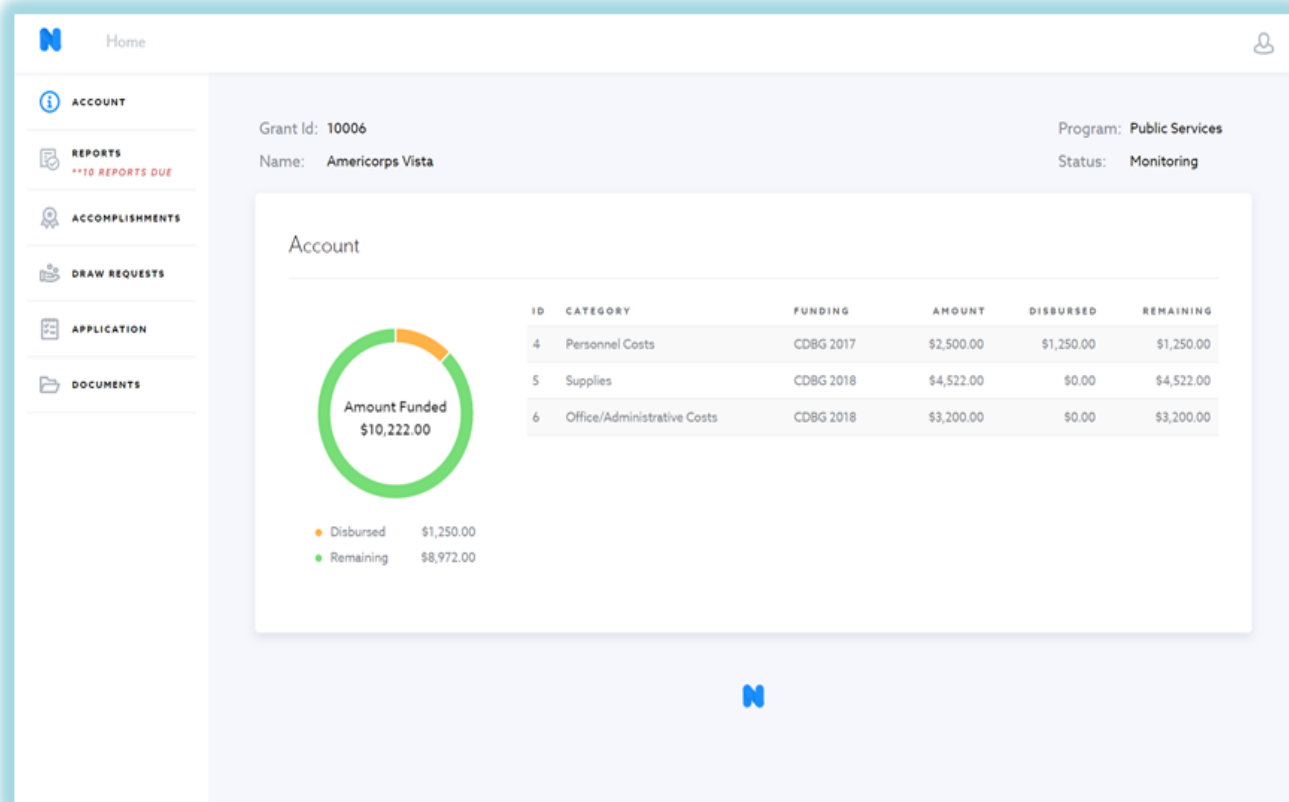 N Home
ACCOUNT
REPORTS
**10 REPORTS DUE
ACCOMPLISHMENTS
DRAW REQUESTS
APPLICATION
DOCUMENTS
Grant Id: 10006 Program: Public Services
Name: Americorps Vista Status: Monitoring
Account
ID CATEGORY FUNDING AMOUNT DISBURSED REMAINING
4 Personnel Costs CDBG 2017 $2,500.00 $1,250.00 $1,250.00
5 Supplies CDBG 2018 $4,522.00 $0.00 $4,522.00
6 Office/Administrative Costs CDBG 2018 $3,200.00 $0.00 $3,200.00
Amount Funded
$10,222.00
Disbursed $1,250.00
Remaining $8,972.00
N